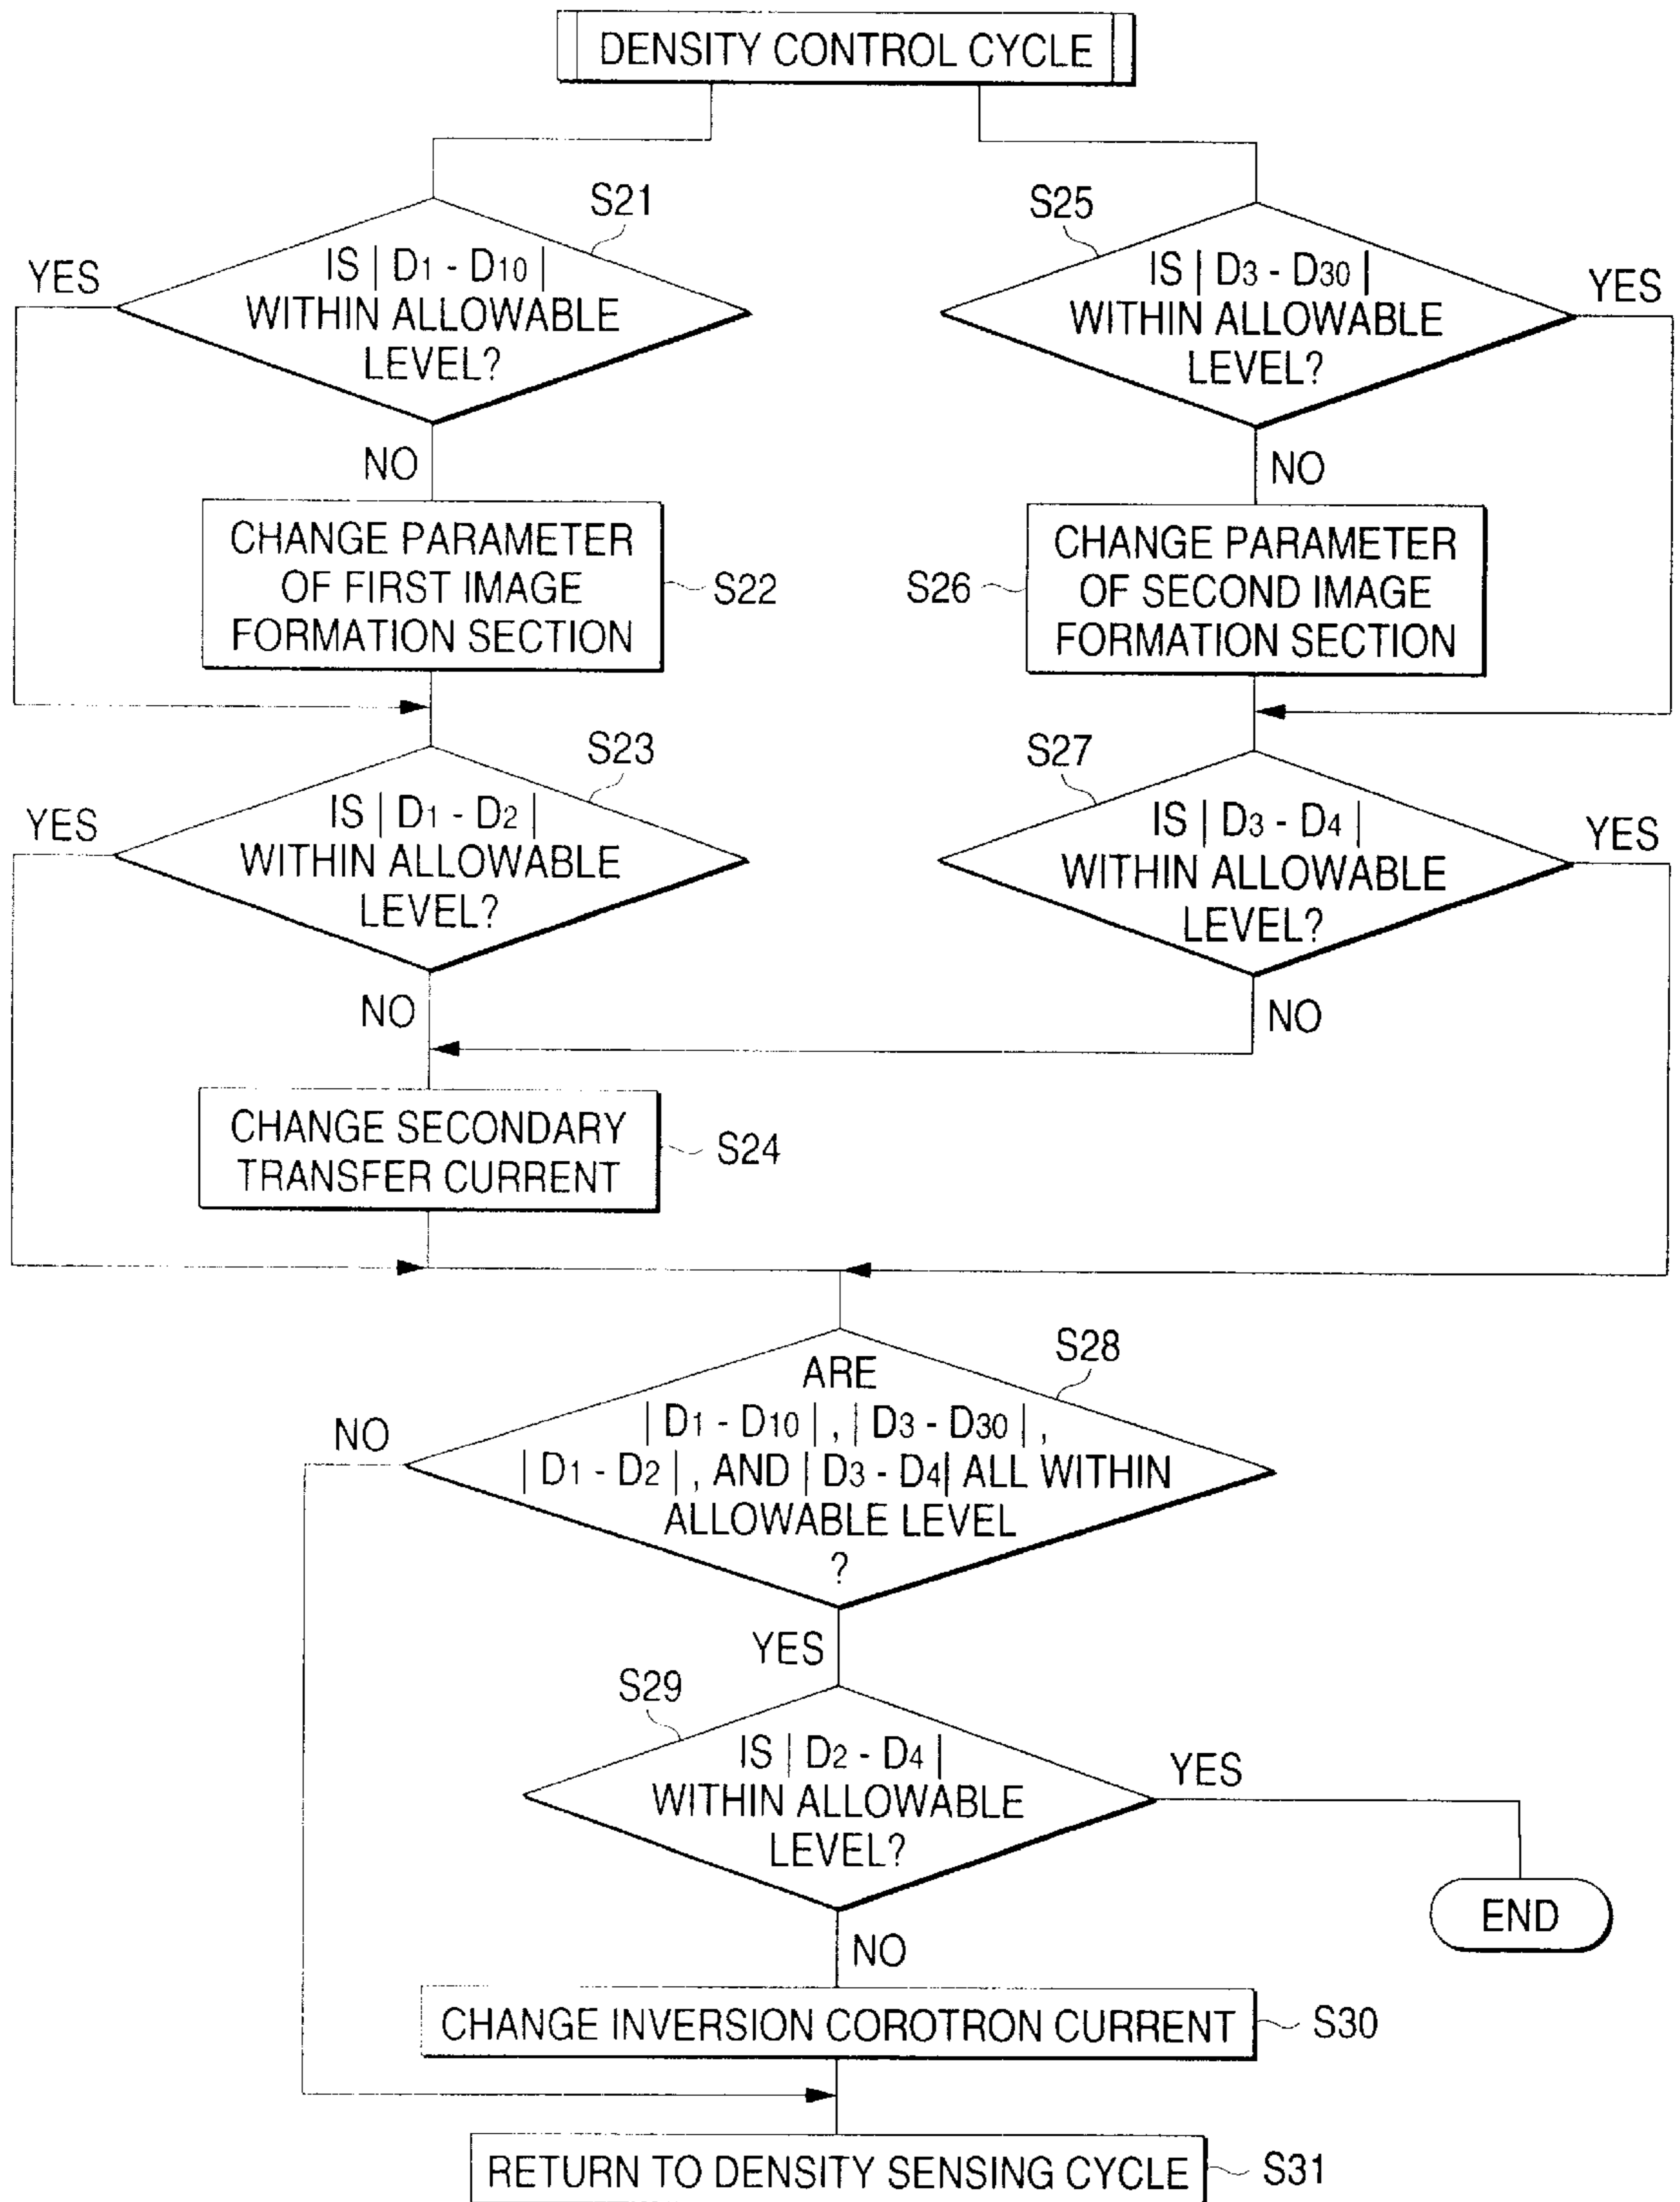 DENSITY CONTROL CYCLE
S21
YES
IS | D1 - D10 |
WITHIN ALLOWABLE
LEVEL?
NO
CHANGE PARAMETER
OF FIRST IMAGE
FORMATION SECTION
S22
S25
IS | D3 - D30 |
WITHIN ALLOWABLE
LEVEL?
YES
NO
CHANGE PARAMETER
OF SECOND IMAGE
FORMATION SECTION
S26
S23
YES
IS | D1 - D2 |
WITHIN ALLOWABLE
LEVEL?
NO
S27
IS | D3 - D4 |
WITHIN ALLOWABLE
LEVEL?
YES
NO
CHANGE SECONDARY
TRANSFER CURRENT
S24
S28
NO
ARE
| D1 - D10 | , | D3 - D30 | ,
| D1 - D2 | , AND | D3 - D4| ALL WITHIN
ALLOWABLE LEVEL
?
YES
S29
IS | D2 - D4 |
WITHIN ALLOWABLE
LEVEL?
YES
END
NO
CHANGE INVERSION COROTRON CURRENT
S30
RETURN TO DENSITY SENSING CYCLE
S31